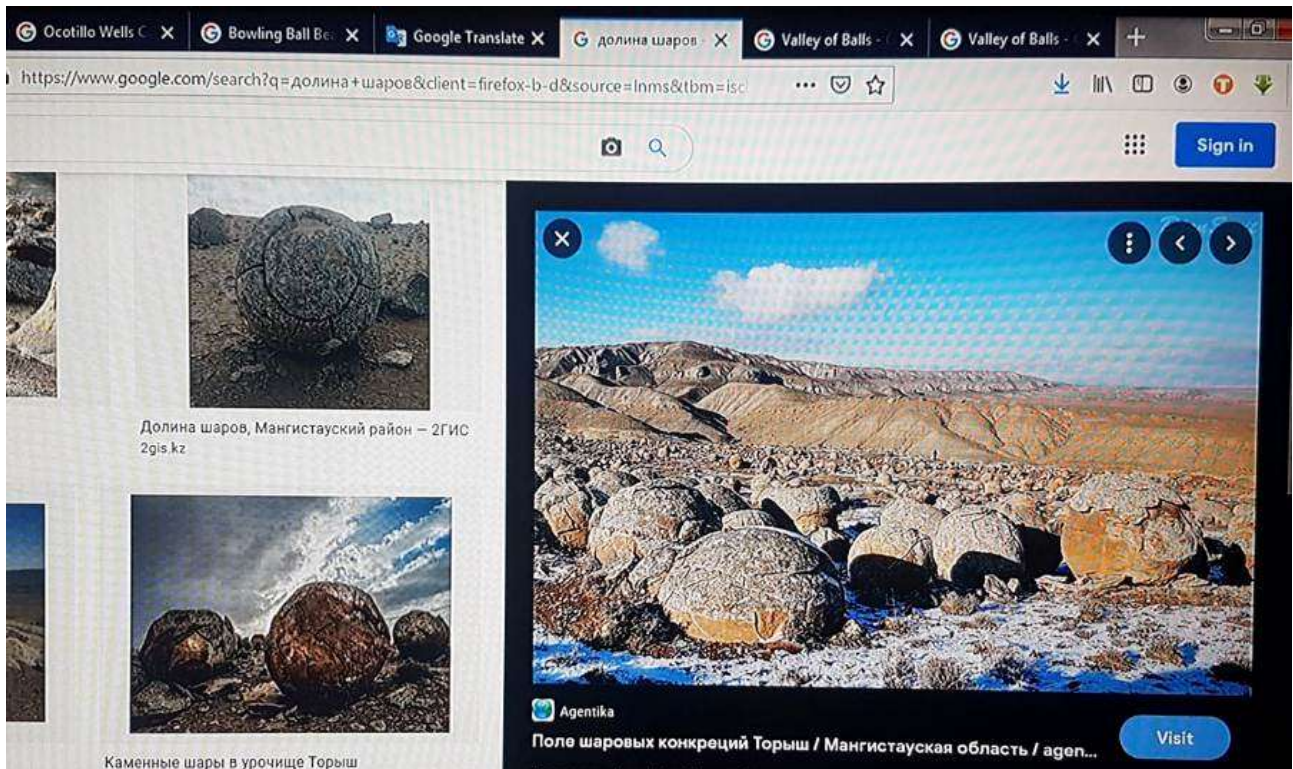 Ocotillo Wells C
Bowling Ball Be
Google Translate
долина шаров -
Valley of Balls -
Valley of Balls -
https://www.google.com/search?q=долина+шаров&client=firefox-b-d&source=lnms&tbm=isc
Sign in
Долина шаров, Мангистауский район — 2ГИС
2gis.kz
Каменные шары в урочище Торыш
Agentika
Поле шаровых конкреций Торыш / Мангистауская область / agen...
Visit